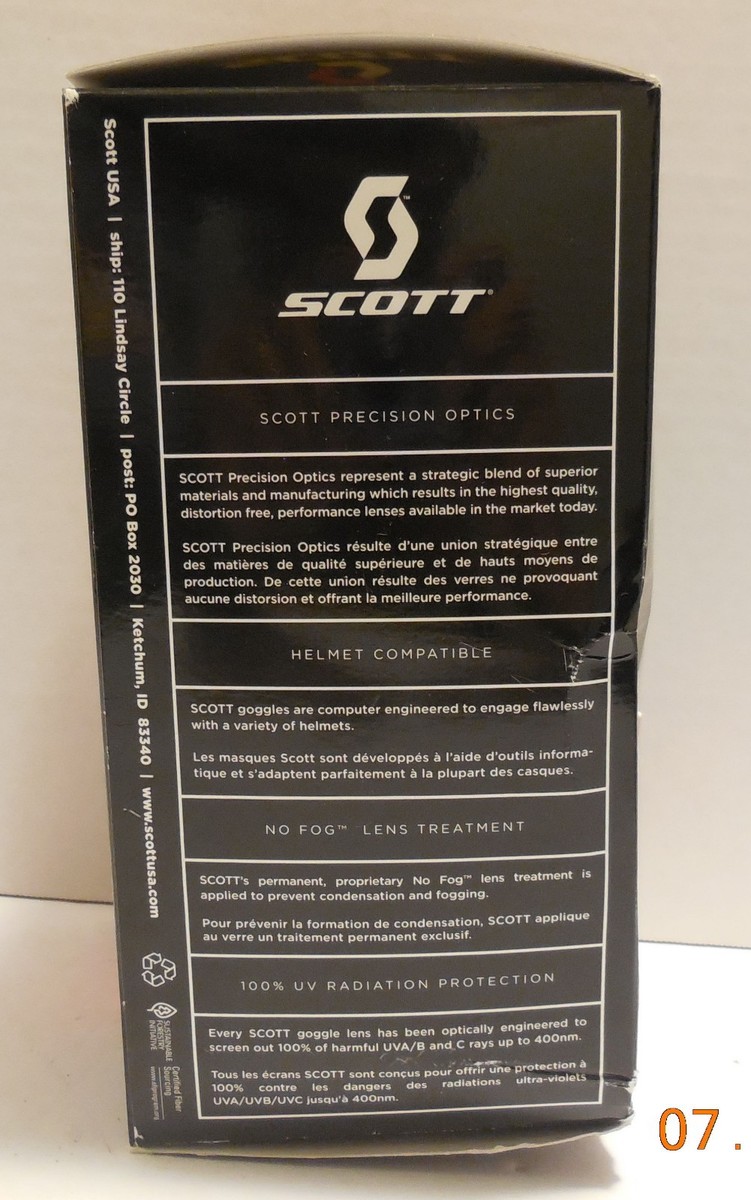 SCOTT®
SCOTT PRECISION OPTICS
SCOTT Precision Optics represent a strategic blend of superior
materials and manufacturing which results in the highest quality,
distortion free, performance lenses available in the market today.
SCOTT Precision Optics résulte d'une union stratégique entre
des matières de qualité supérieure et de hauts moyens de
production. De cette union résulte des verres ne provoquant
aucune distorsion et offrant la meilleure performance.
HELMET COMPATIBLE
SCOTT goggles are computer engineered to engage flawlessly
with a variety of helmets.
Les masques Scott sont développés à l'aide d'outils informa-
tique et s'adaptent parfaitement à la plupart des casques.
NO FOG™ LENS TREATMENT
SCOTT's permanent, proprietary No Fog™ lens treatment is
applied to prevent condensation and fogging.
Pour prévenir la formation de condensation, SCOTT applique
au verre un traitement permanent exclusif.
100% UV RADIATION PROTECTION
Every SCOTT goggle lens has been optically engineered to
screen out 100% of harmful UVA/B and C rays up to 400nm.
Tous les écrans SCOTT sont conçus pour offrir une protection à
100% contre les dangers des radiations ultra-violets
UVA/UVB/UVC jusqu'à 400nm.
Scott USA | ship: 110 Lindsay Circle | post: PO Box 2030 | Ketchum, ID 83340 | www.scottusa.com
SUSTAINABLE
FORESTRY
INITIATIVE
Certified Fiber
Sourcing
www.sfiprogram.org
07.